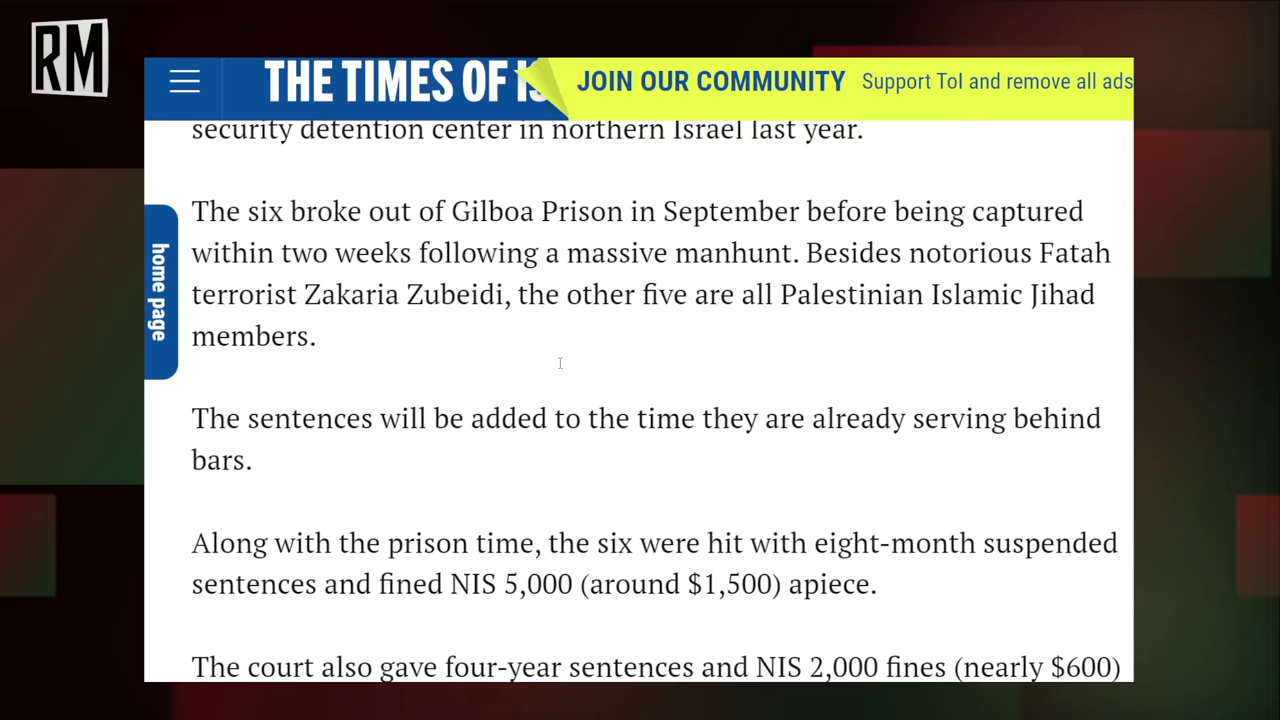 RM
THE TIMES OF IS
JOIN OUR COMMUNITY Support ToI and remove all ads
security detention center in northern Israel last year.
The six broke out of Gilboa Prison in September before being captured
within two weeks following a massive manhunt. Besides notorious Fatah
terrorist Zakaria Zubeidi, the other five are all Palestinian Islamic Jihad
members.
home page
The sentences will be added to the time they are already serving behind
bars.
Along with the prison time, the six were hit with eight-month suspended
sentences and fined NIS 5,000 (around $1,500) apiece.
The court also gave four-year sentences and NIS 2,000 fines (nearly $600)